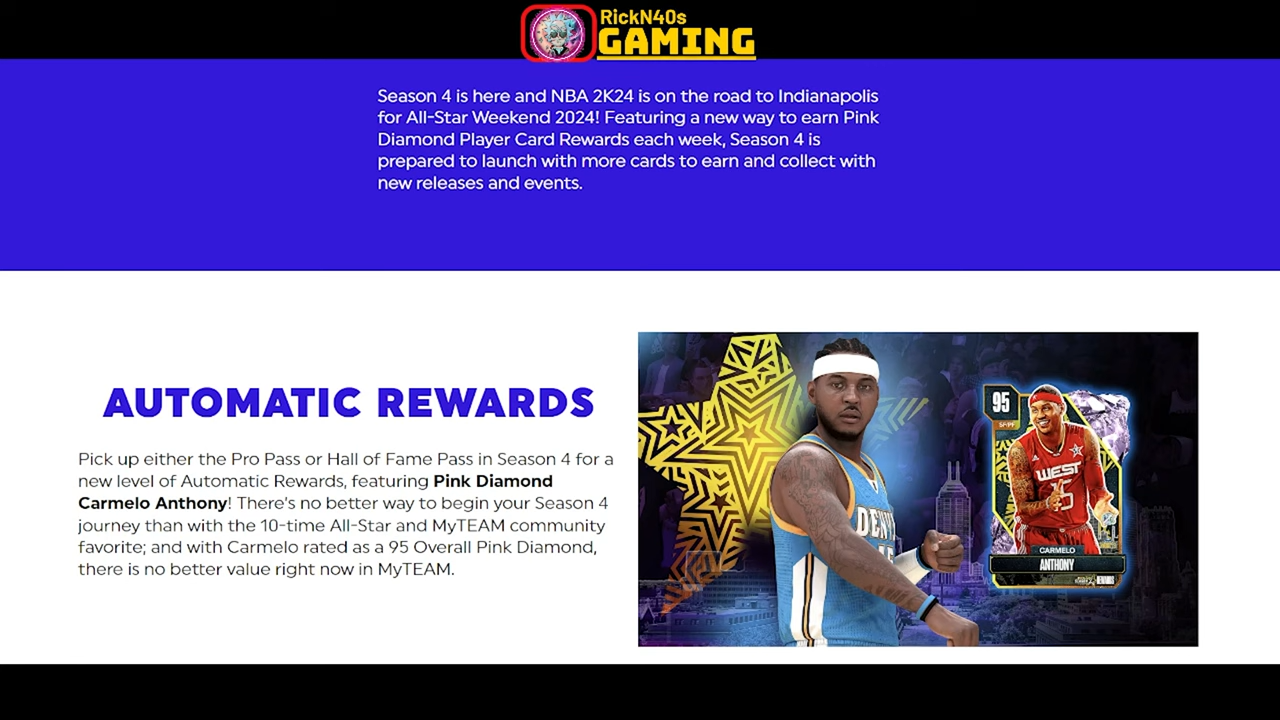 RickN40s
GAMING
Season 4 is here and NBA 2K24 is on the road to Indianapolis
for All-Star Weekend 2024! Featuring a new way to earn Pink
Diamond Player Card Rewards each week, Season 4 is
prepared to launch with more cards to earn and collect with
new releases and events.
AUTOMATIC REWARDS
Pick up either the Pro Pass or Hall of Fame Pass in Season 4 for a
new level of Automatic Rewards, featuring Pink Diamond
Carmelo Anthony! There's no better way to begin your Season 4
journey than with the 10-time All-Star and MyTEAM community
favorite; and with Carmelo rated as a 95 Overall Pink Diamond,
there is no better value right now in MyTEAM.
DENV
95
SF/PF
WEST
15
CARMELO
ANTHONY
REWARDS